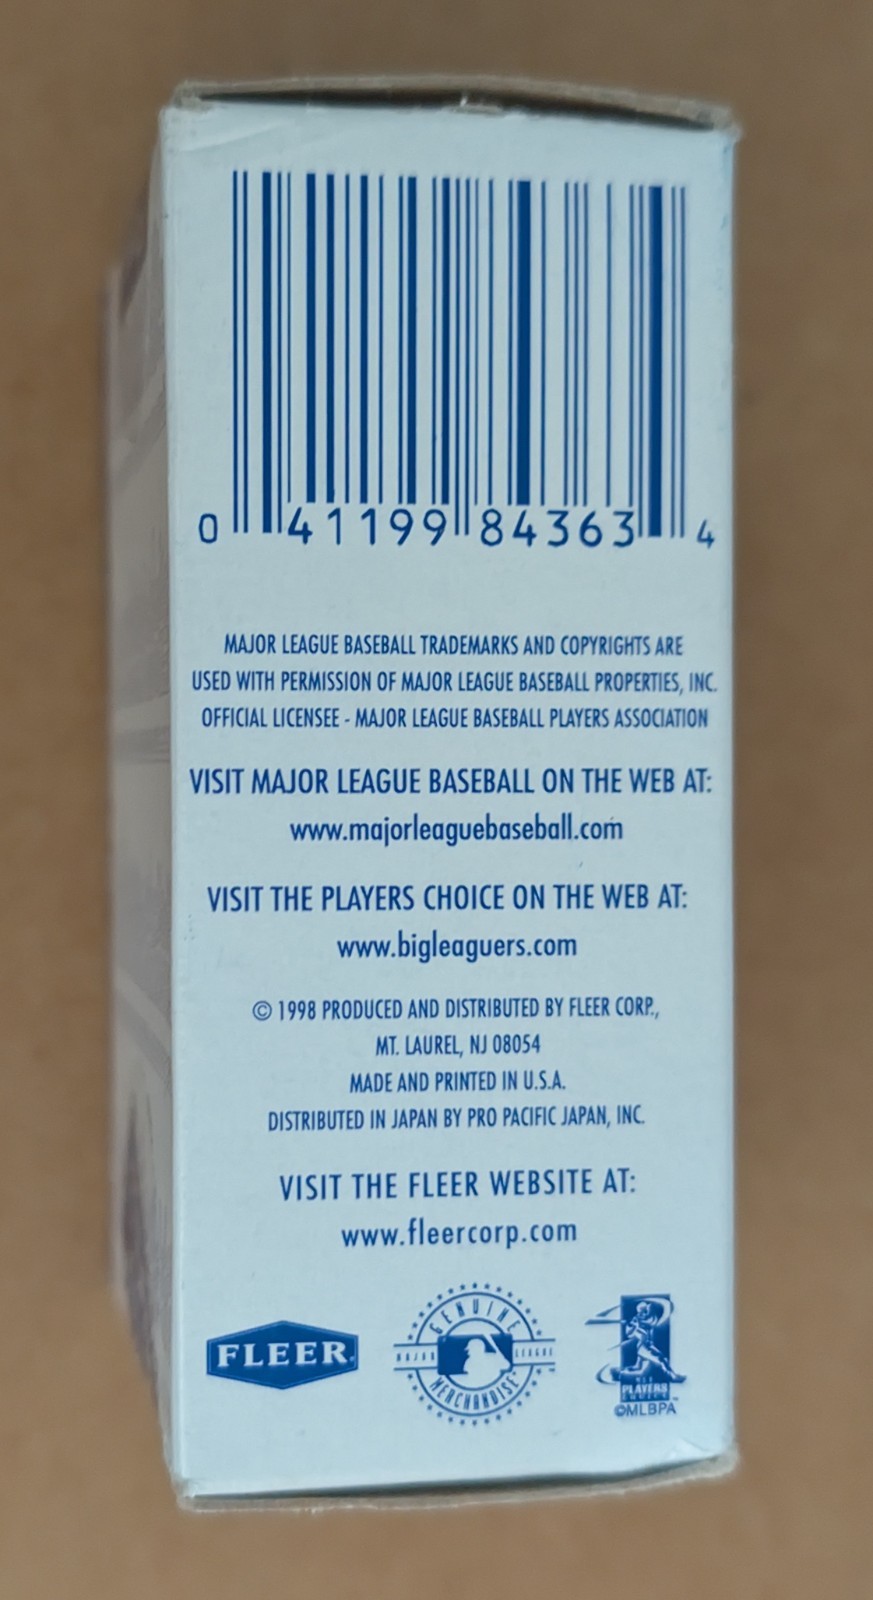 0 41199 84363 4
MAJOR LEAGUE BASEBALL TRADEMARKS AND COPYRIGHTS ARE
USED WITH PERMISSION OF MAJOR LEAGUE BASEBALL PROPERTIES, INC.
OFFICIAL LICENSEE - MAJOR LEAGUE BASEBALL PLAYERS ASSOCIATION
VISIT MAJOR LEAGUE BASEBALL ON THE WEB AT:
www.majorleaguebaseball.com
VISIT THE PLAYERS CHOICE ON THE WEB AT:
www.bigleaguers.com
© 1998 PRODUCED AND DISTRIBUTED BY FLEER CORP.,
MT. LAUREL, NJ 08054
MADE AND PRINTED IN U.S.A.
DISTRIBUTED IN JAPAN BY PRO PACIFIC JAPAN, INC.
VISIT THE FLEER WEBSITE AT:
www.fleercorp.com
FLEER
GENUINE
MAJOR LEAGUE
MERCHANDISE
PLAYERS
©MLBPA